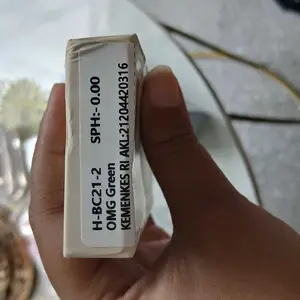 H-BC21-2 SPH:- 0.00
OMG Green
KEMENKES RI AKL:21204420316